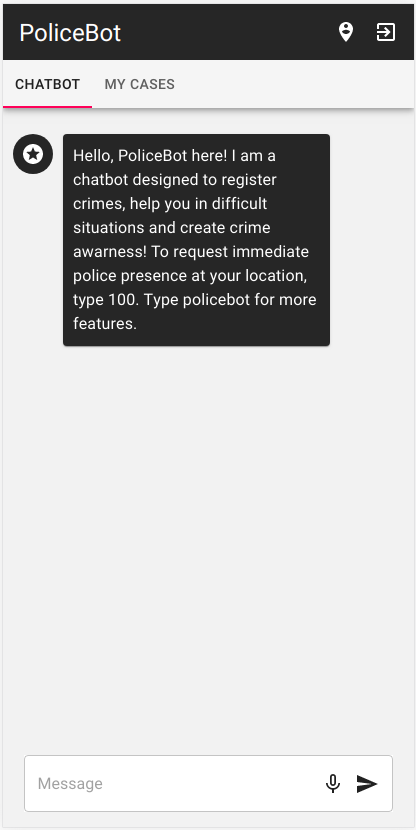 PoliceBot
CHATBOT MY CASES
Hello, PoliceBot here! I am a
chatbot designed to register
crimes, help you in difficult
situations and create crime
awarness! To request immediate
police presence at your location,
type 100. Type policebot for more
features.
Message